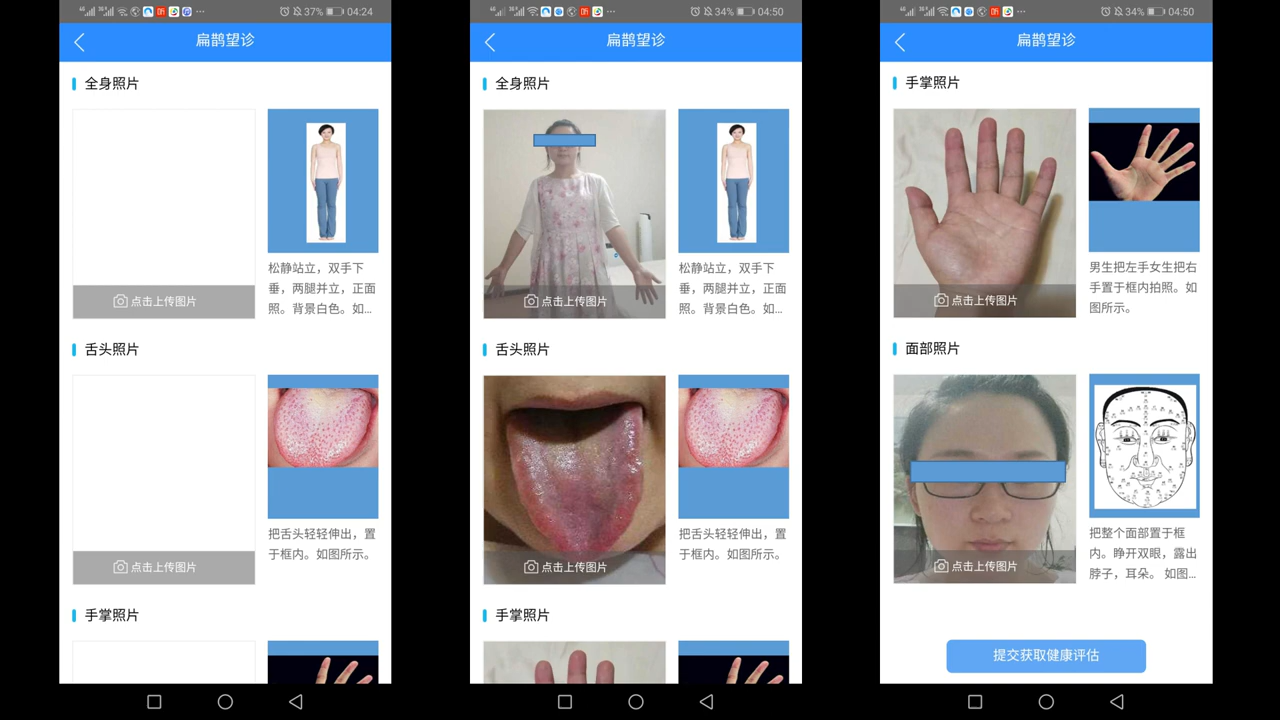 37% 04:24
扁鹊望诊
全身照片
点击上传图片
松静站立，双手下
垂，两腿并立，正面
照。背景白色。如...
舌头照片
点击上传图片
把舌头轻轻伸出，置
于框内。如图所示。
手掌照片
34% 04:50
扁鹊望诊
全身照片
点击上传图片
松静站立，双手下
垂，两腿并立，正面
照。背景白色。如...
舌头照片
点击上传图片
把舌头轻轻伸出，置
于框内。如图所示。
手掌照片
34% 04:50
扁鹊望诊
手掌照片
点击上传图片
男生把左手女生把右
手置于框内拍照。如
图所示。
面部照片
点击上传图片
把整个面部置于框
内。睁开双眼，露出
脖子，耳朵。 如图...
提交获取健康评估